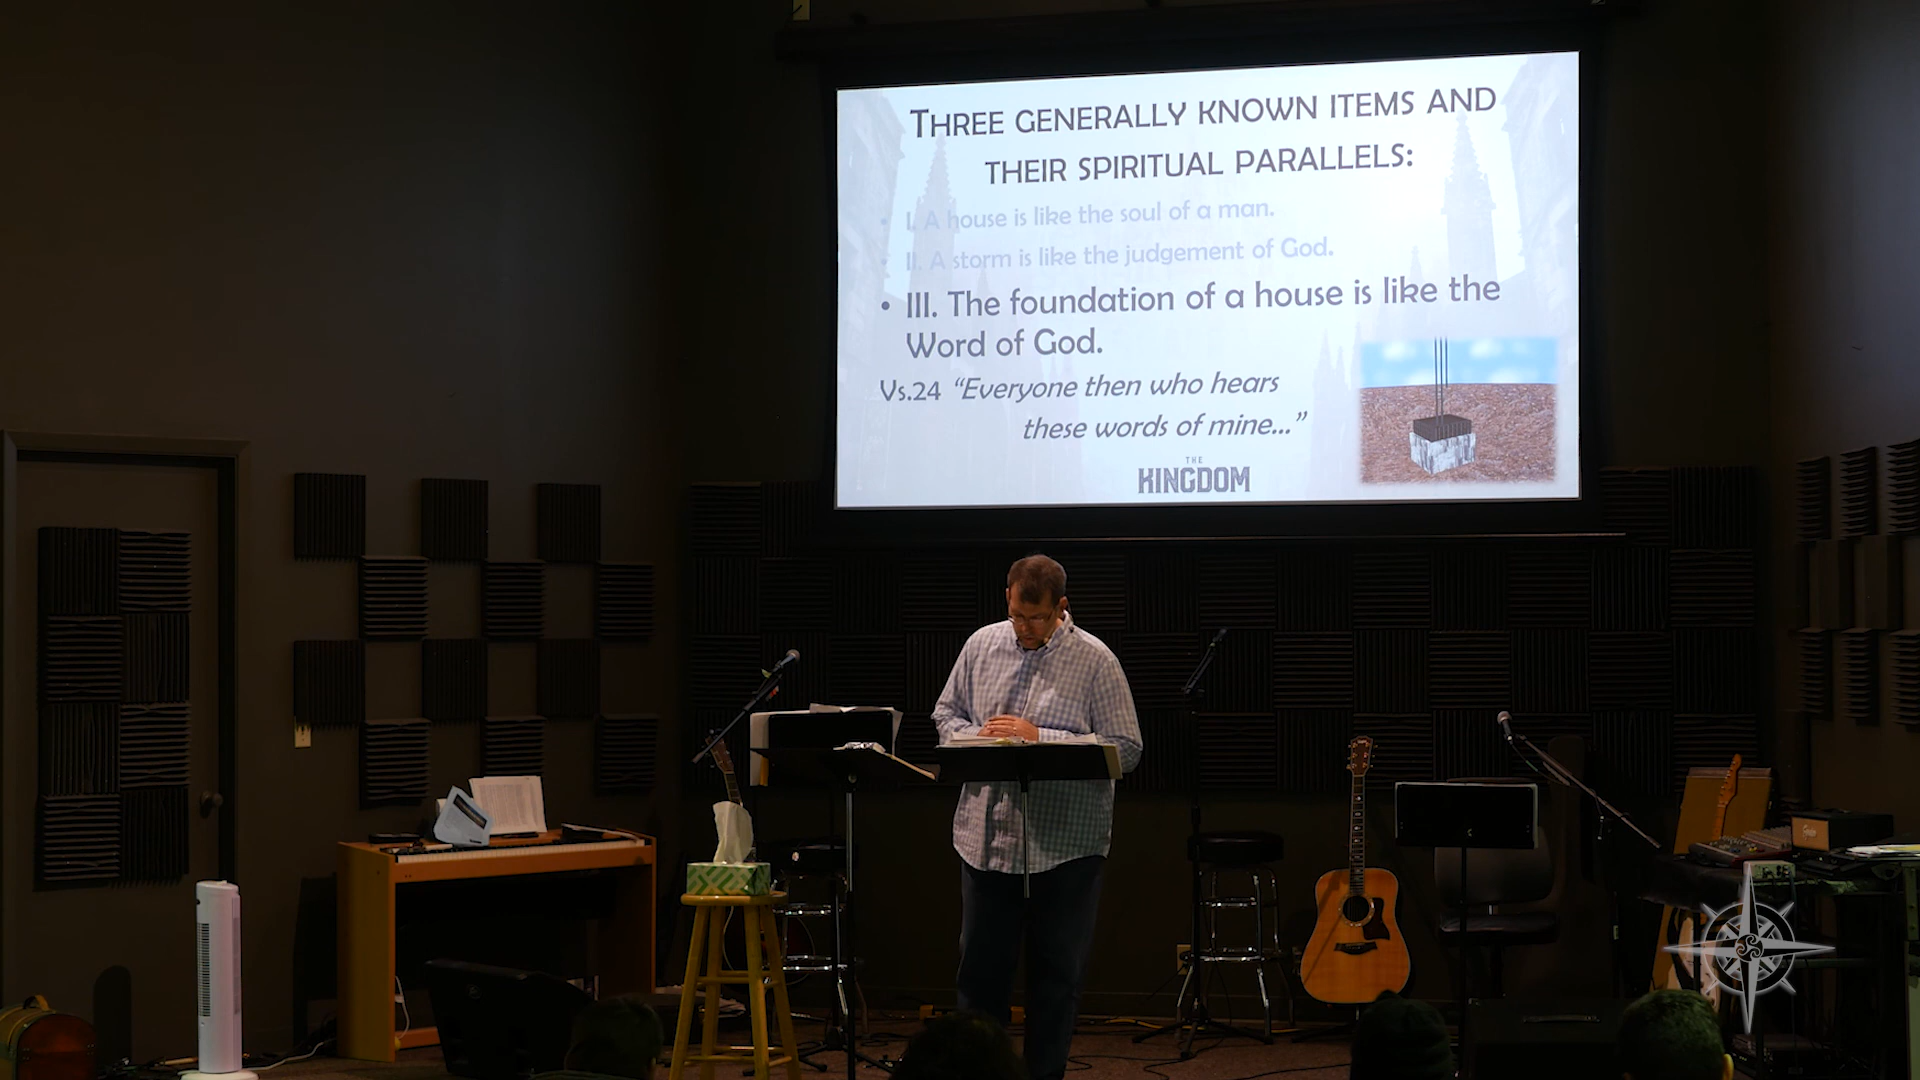 THREE GENERALLY KNOWN ITEMS AND
THEIR SPIRITUAL PARALLELS:
• I. A house is like the soul of a man.
• II. A storm is like the judgement of God.
• III. The foundation of a house is like the
Word of God.
Vs.24 “Everyone then who hears
these words of mine...”
THE
KINGDOM